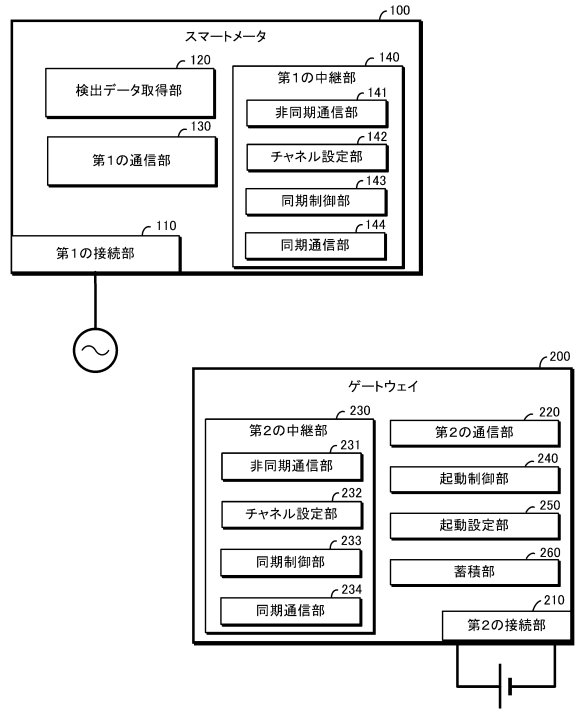 100
スマートメータ
120
検出データ取得部
130
第1の通信部
140
第1の中継部
141
非同期通信部
142
チャネル設定部
143
同期制御部
144
同期通信部
110
第1の接続部
200
ゲートウェイ
230
第2の中継部
231
非同期通信部
232
チャネル設定部
233
同期制御部
234
同期通信部
220
第2の通信部
240
起動制御部
250
起動設定部
260
蓄積部
210
第2の接続部